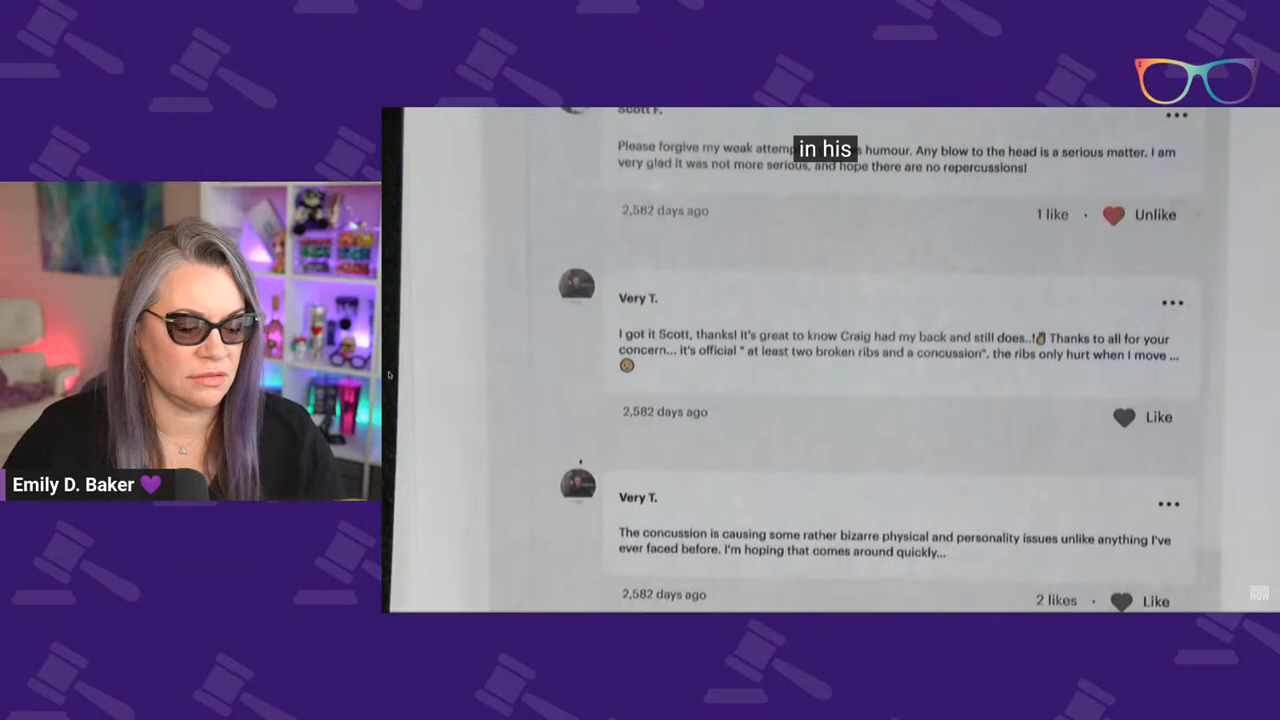 Scott F.
Please forgive my weak attemp in his s humour. Any blow to the head is a serious matter. I am
very glad it was not more serious, and hope there are no repercussions!
2,582 days ago
1 like · Unlike
Very T.
I got it Scott, thanks! It's great to know Craig had my back and still does..!👌 Thanks to all for your
concern... it's official " at least two broken ribs and a concussion". the ribs only hurt when I move ...
2,582 days ago
Like
Very T.
The concussion is causing some rather bizarre physical and personality issues unlike anything I've
ever faced before. I'm hoping that comes around quickly...
2,582 days ago
2 likes · Like
Emily D. Baker 💜
NOW